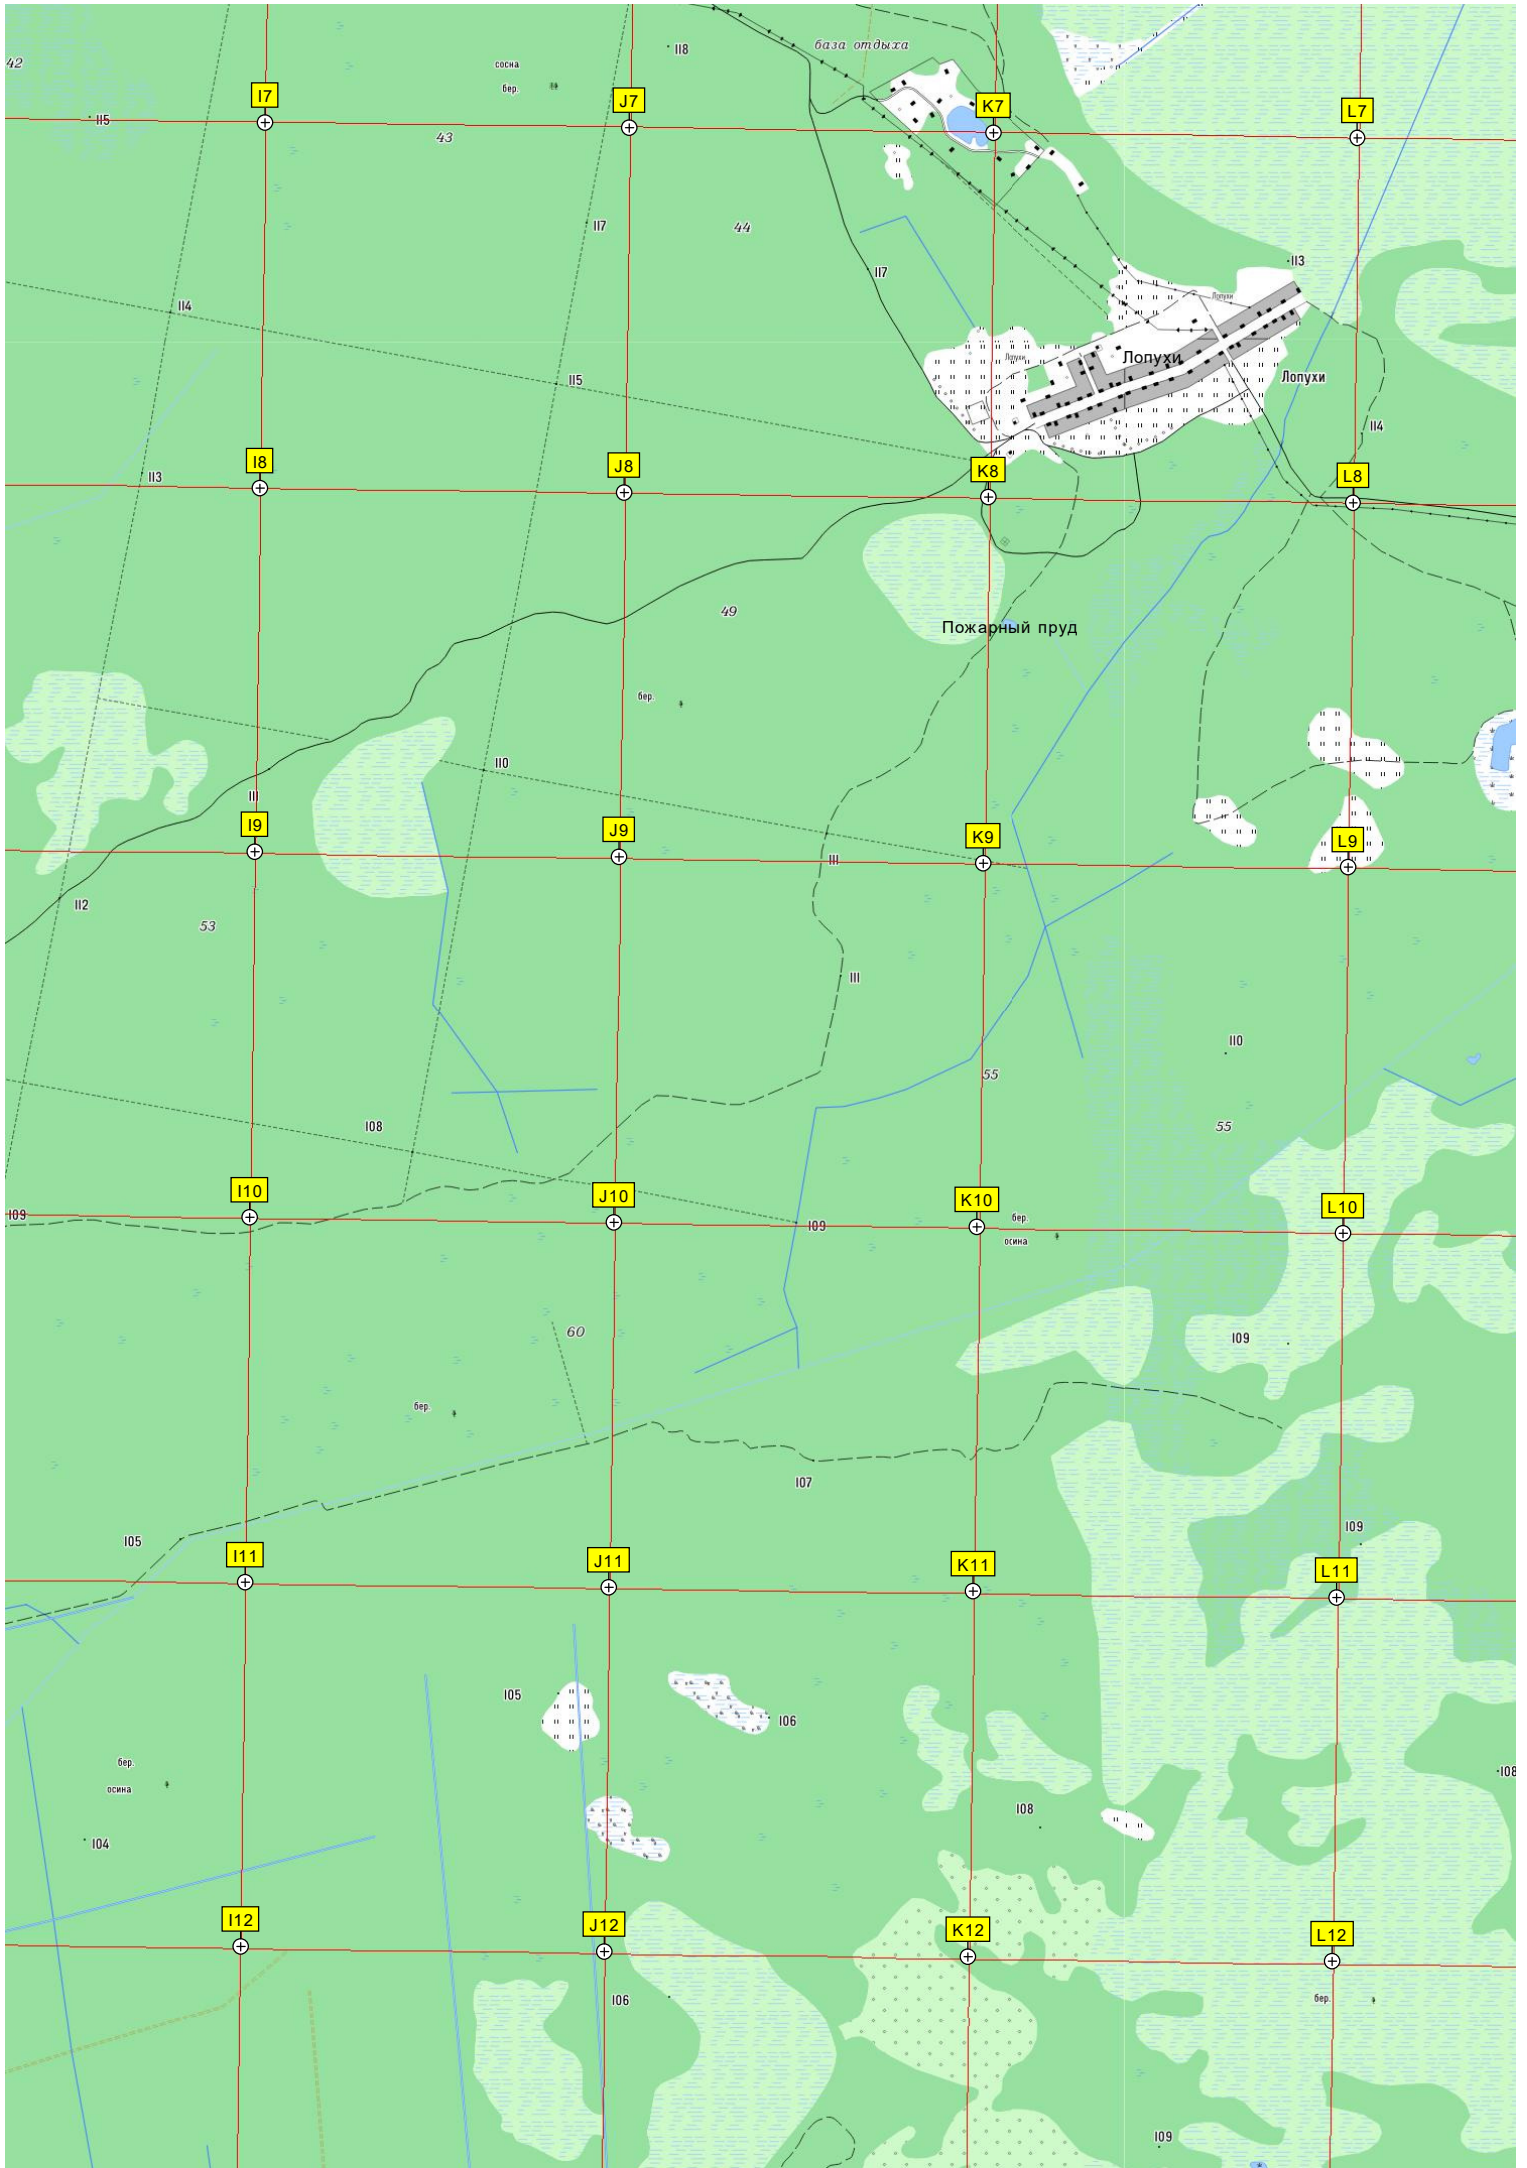 база отдыха
118
42
сосна
бер.
I7
J7
K7
L7
115
43
117
44
117
113
114
Лопухи
115
Лопухи
Лопухи
Лопухи
114
I8
J8
K8
L8
113
49
Пожарный пруд
бер.
110
111
I9
J9
K9
L9
111
112
53
111
110
55
108
55
I10
J10
K10
L10
109
109
бер.
осина
60
109
бер.
107
105
109
I11
J11
K11
L11
105
106
бер.
осина
108
108
104
I12
J12
K12
L12
106
бер.
109